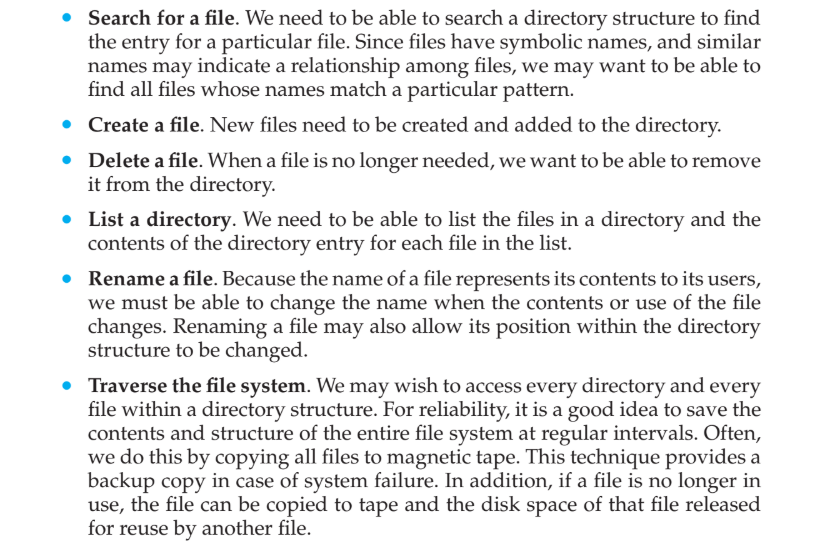 • Search for a file. We need to be able to search a directory structure to find
the entry for a particular file. Since files have symbolic names, and similar
names may indicate a relationship among files, we may want to be able to
find all files whose names match a particular pattern.
• Create a file. New files need to be created and added to the directory.
• Delete a file. When a file is no longer needed, we want to be able to remove
it from the directory.
• List a directory. We need to be able to list the files in a directory and the
contents of the directory entry for each file in the list.
• Rename a file. Because the name of a file represents its contents to its users,
we must be able to change the name when the contents or use of the file
changes. Renaming a file may also allow its position within the directory
structure to be changed.
• Traverse the file system. We may wish to access every directory and every
file within a directory structure. For reliability, it is a good idea to save the
contents and structure of the entire file system at regular intervals. Often,
we do this by copying all files to magnetic tape. This technique provides a
backup copy in case of system failure. In addition, if a file is no longer in
use, the file can be copied to tape and the disk space of that file released
for reuse by another file.